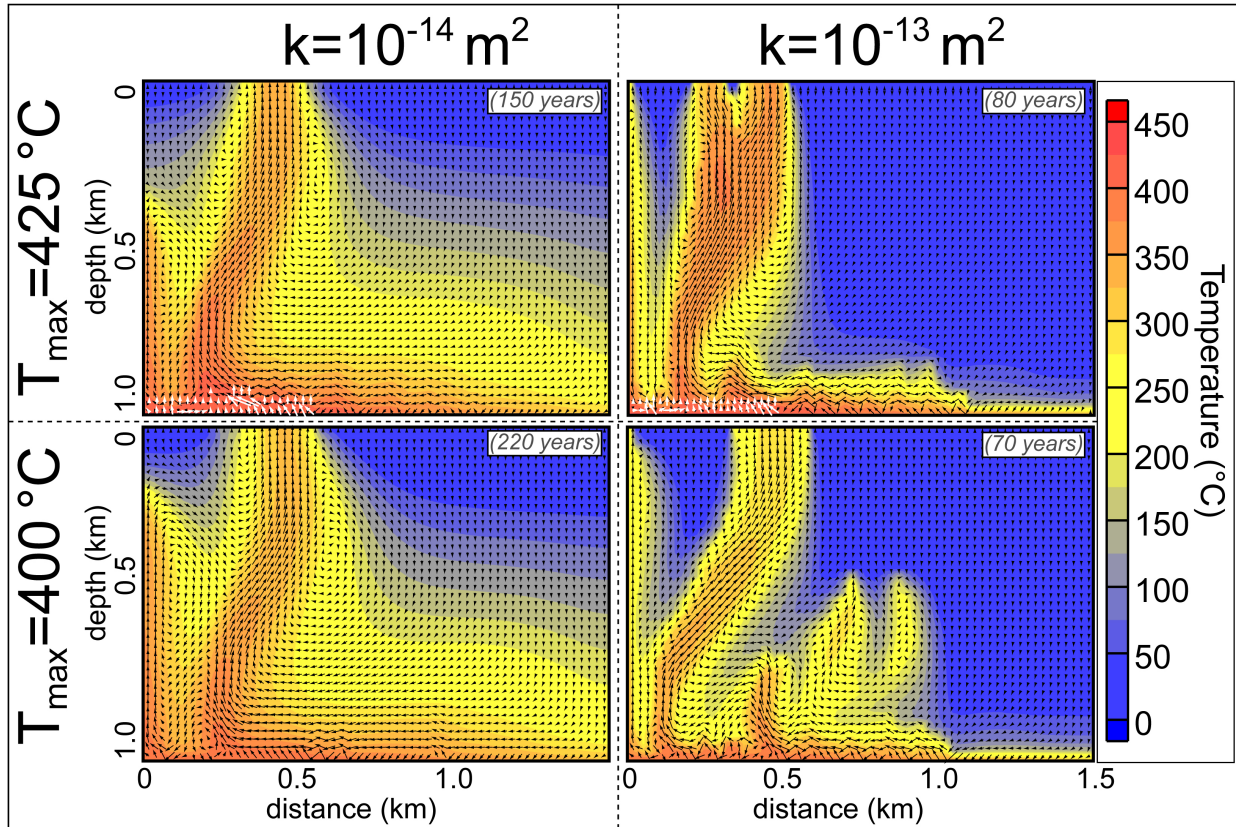 k=10⁻¹⁴ m²
k=10⁻¹³ m²
T_max=425 °C
depth (km)
0
0.5
1.0
(150 years)
(80 years)
T_max=400 °C
depth (km)
0
0.5
1.0
(220 years)
(70 years)
0
0.5
1.0
distance (km)
0
0.5
1.0
1.5
distance (km)
450
400
350
300
250
200
150
100
50
0
Temperature (°C)